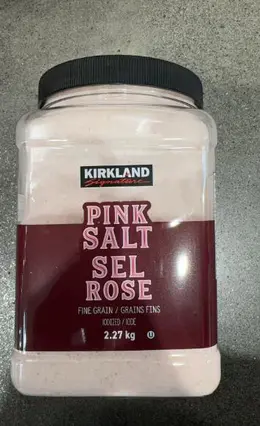 KIRKLAND
Signature
PINK
SALT
SEL
ROSE
FINE GRAIN / GRAINS FINS
IODIZED / IODÉ
2.27 kg U